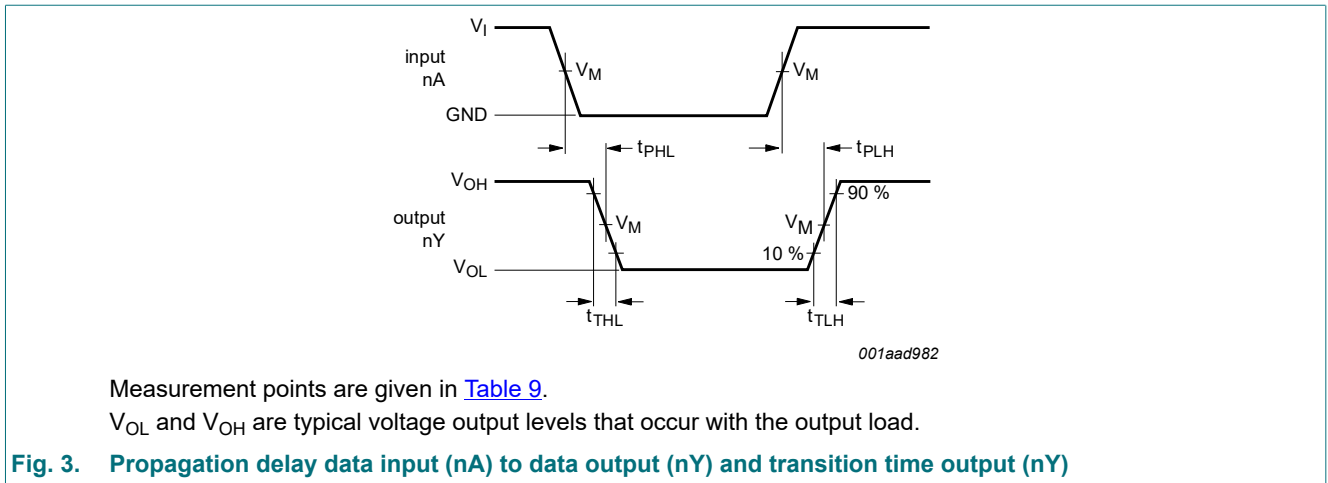 V_I
input
nA
V_M
V_M
GND
t_PHL
t_PLH
V_OH
90 %
output
nY
V_M
V_M
10 %
V_OL
t_THL
t_TLH
001aad982
Measurement points are given in Table 9.
V_OL and V_OH are typical voltage output levels that occur with the output load.
Fig. 3. Propagation delay data input (nA) to data output (nY) and transition time output (nY)